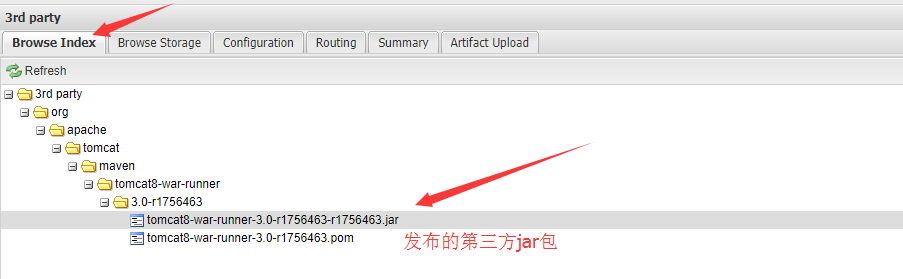 3rd party
Browse Index Browse Storage Configuration Routing Summary Artifact Upload
Refresh
3rd party
org
apache
tomcat
maven
tomcat8-war-runner
3.0-r1756463
tomcat8-war-runner-3.0-r1756463-r1756463.jar
tomcat8-war-runner-3.0-r1756463.pom
发布的第三方jar包